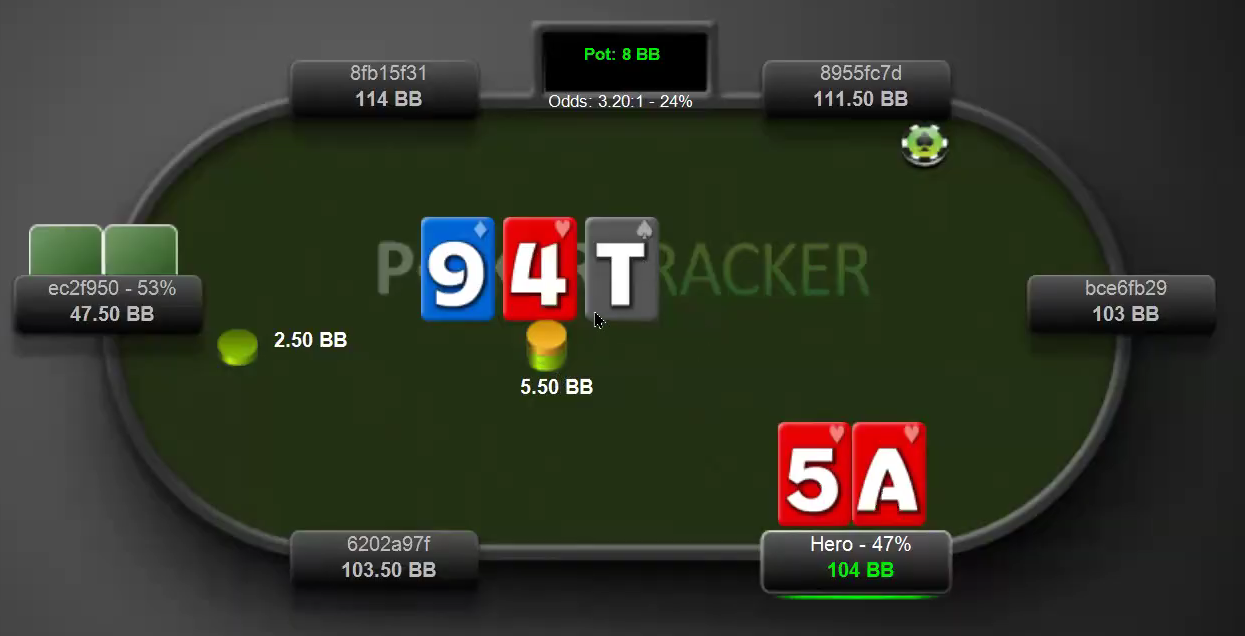 Pot: 8 BB
Odds: 3.20:1 - 24%
8fb15f31
114 BB
8955fc7d
111.50 BB
ec2f950 - 53%
47.50 BB
2.50 BB
9 4 T
TRACKER
5.50 BB
bce6fb29
103 BB
5 A
6202a97f
103.50 BB
Hero - 47%
104 BB